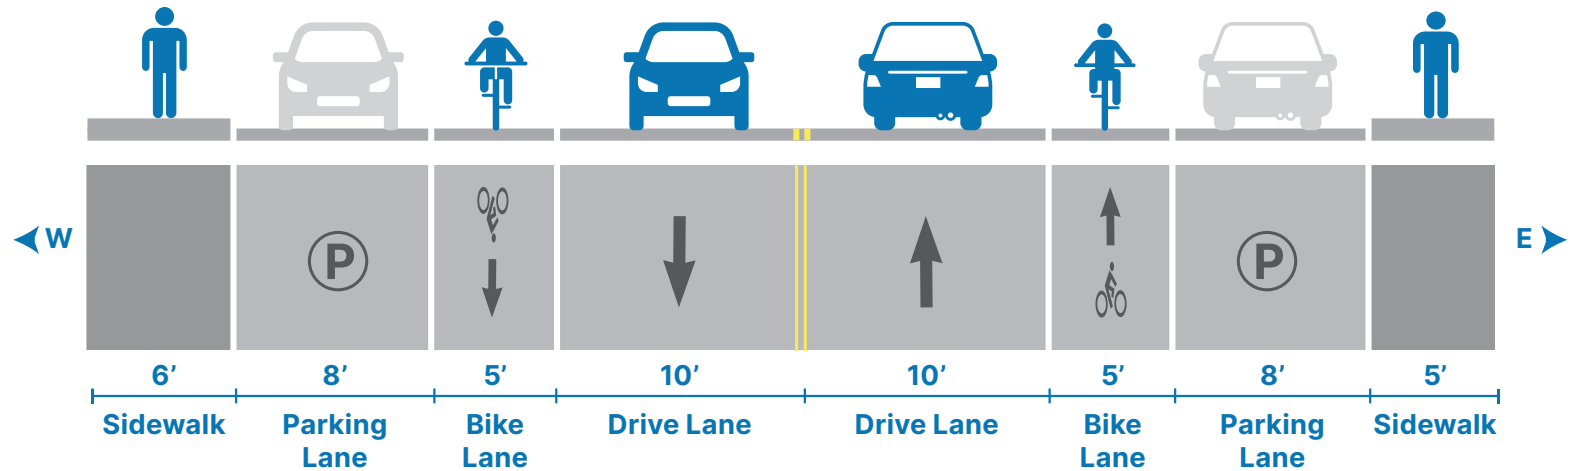 W
E
P
P
6’
8’
5’
10’
10’
5’
8’
5’
Sidewalk
Parking
Lane
Bike
Lane
Drive Lane
Drive Lane
Bike
Lane
Parking
Lane
Sidewalk